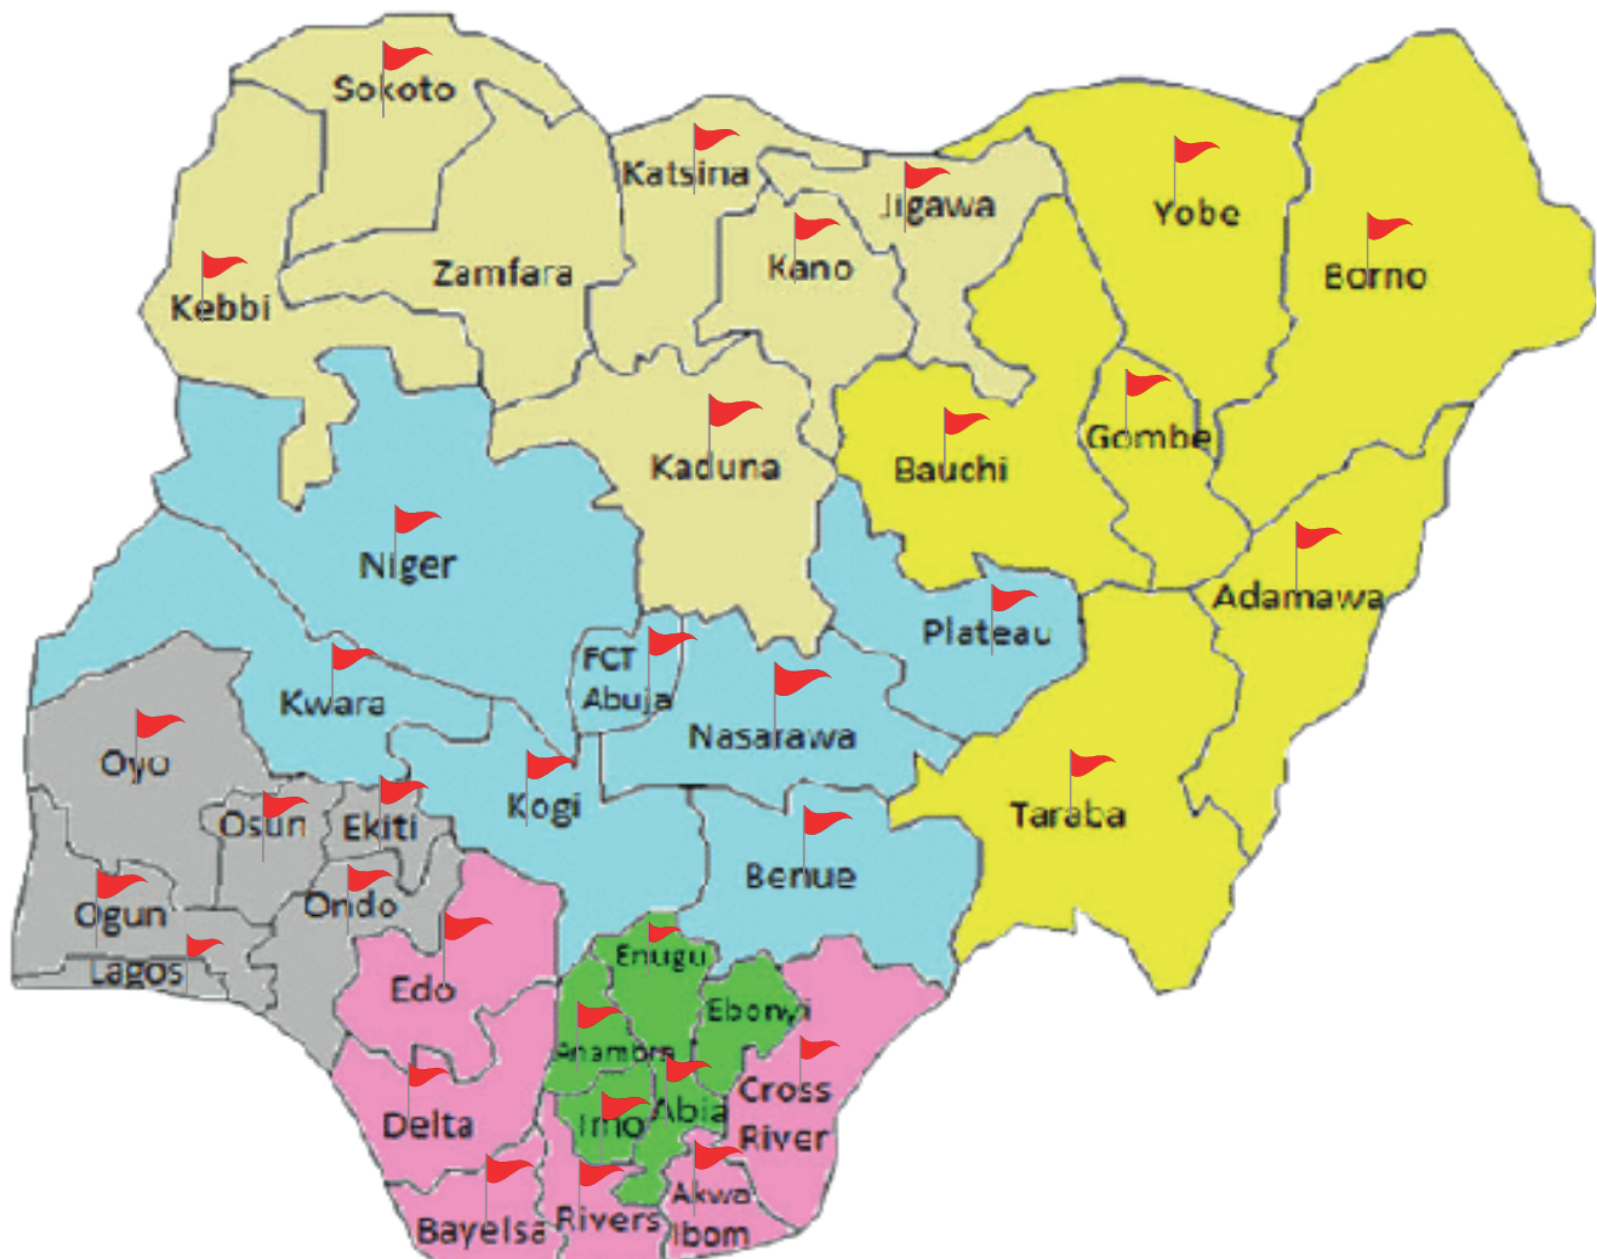 Sokoto
Katsina
Jigawa
Yobe
Kano
Zamfara
Borno
Kebbi
Gombe
Kaduna
Bauchi
Niger
Adamawa
Plateau
FCT
Abuja
Kwara
Nasarawa
Oyo
Kogi
Taraba
Osun
Ekiti
Benue
Ondo
Ogun
Enugu
Lagos
Edo
Ebonyi
Anambra
Cross
River
Abia
Delta
Imo
Akwa
Ibom
Rivers
Bayelsa